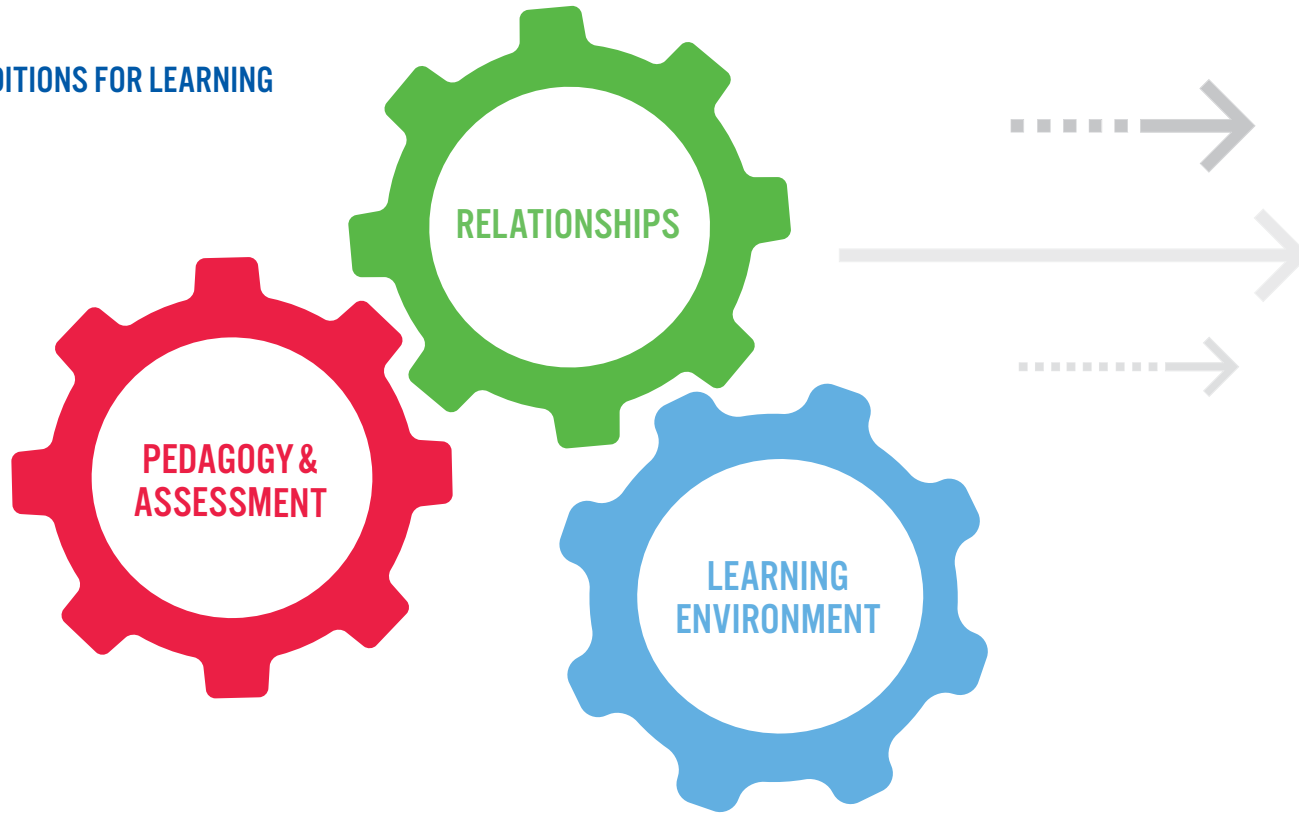 DITIONS FOR LEARNING
RELATIONSHIPS
PEDAGOGY &
ASSESSMENT
LEARNING
ENVIRONMENT